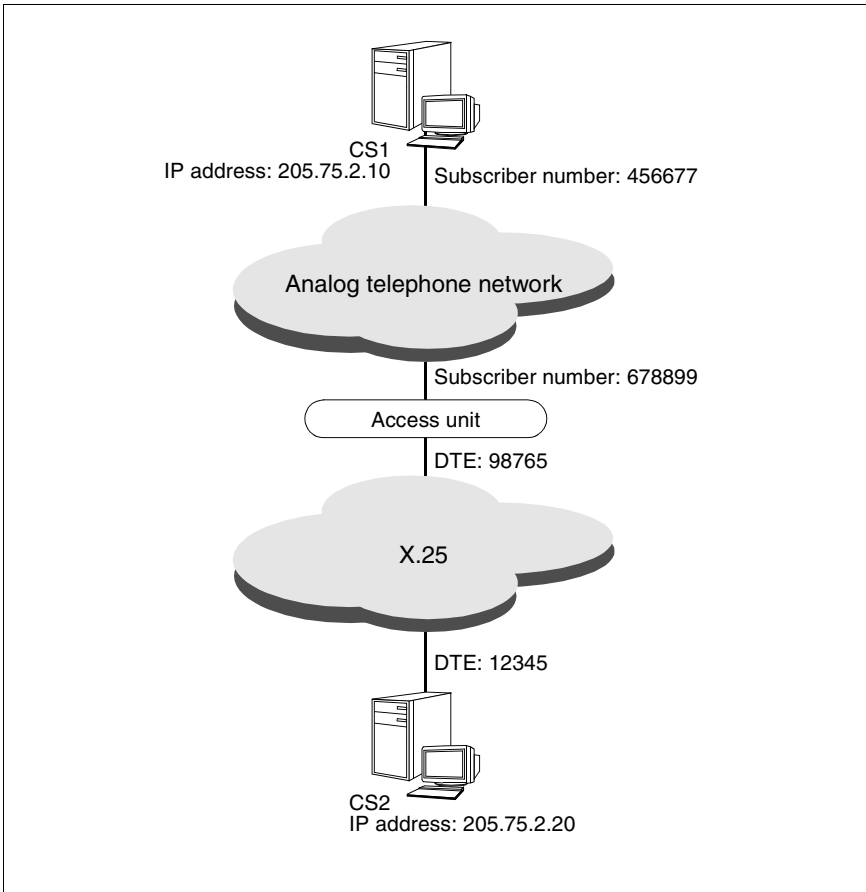 CS1
IP address: 205.75.2.10
Subscriber number: 456677
Analog telephone network
Subscriber number: 678899
Access unit
DTE: 98765
X.25
DTE: 12345
CS2
IP address: 205.75.2.20